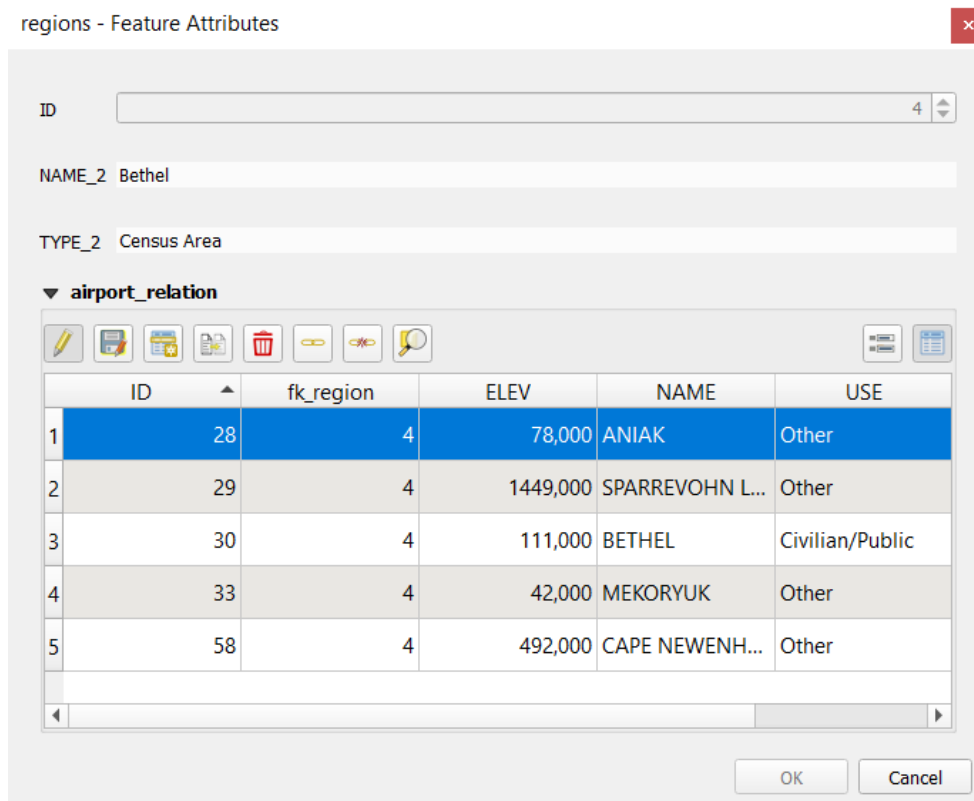 regions - Feature Attributes
ID 4
NAME_2 Bethel
TYPE_2 Census Area
airport_relation
ID fk_region ELEV NAME USE
1 28 4 78,000 ANIAK Other
2 29 4 1449,000 SPARREVOHN L... Other
3 30 4 111,000 BETHEL Civilian/Public
4 33 4 42,000 MEKORYUK Other
5 58 4 492,000 CAPE NEWENH... Other
OK Cancel